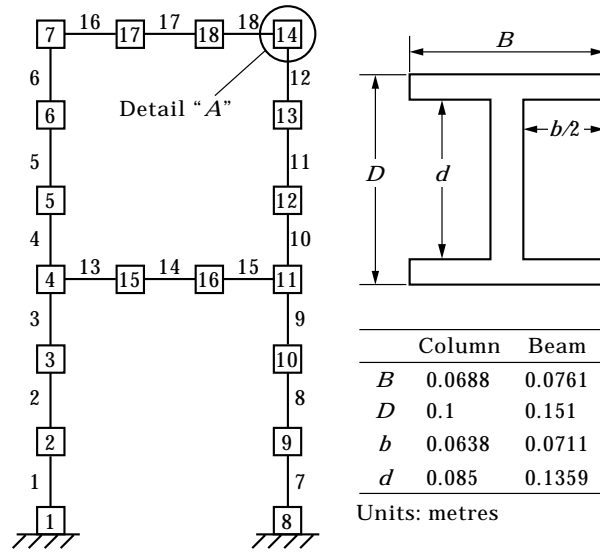 16 17 18 18
7 17 18 14
6 12
Detail “A”
6 13
5 11
5 12
4 10
13 14 15
4 15 16 11
3 9
3 10
2 8
2 9
1 7
1 8
B
b/2
D d
Column Beam
B 0.0688 0.0761
D 0.1 0.151
b 0.0638 0.0711
d 0.085 0.1359
Units: metres